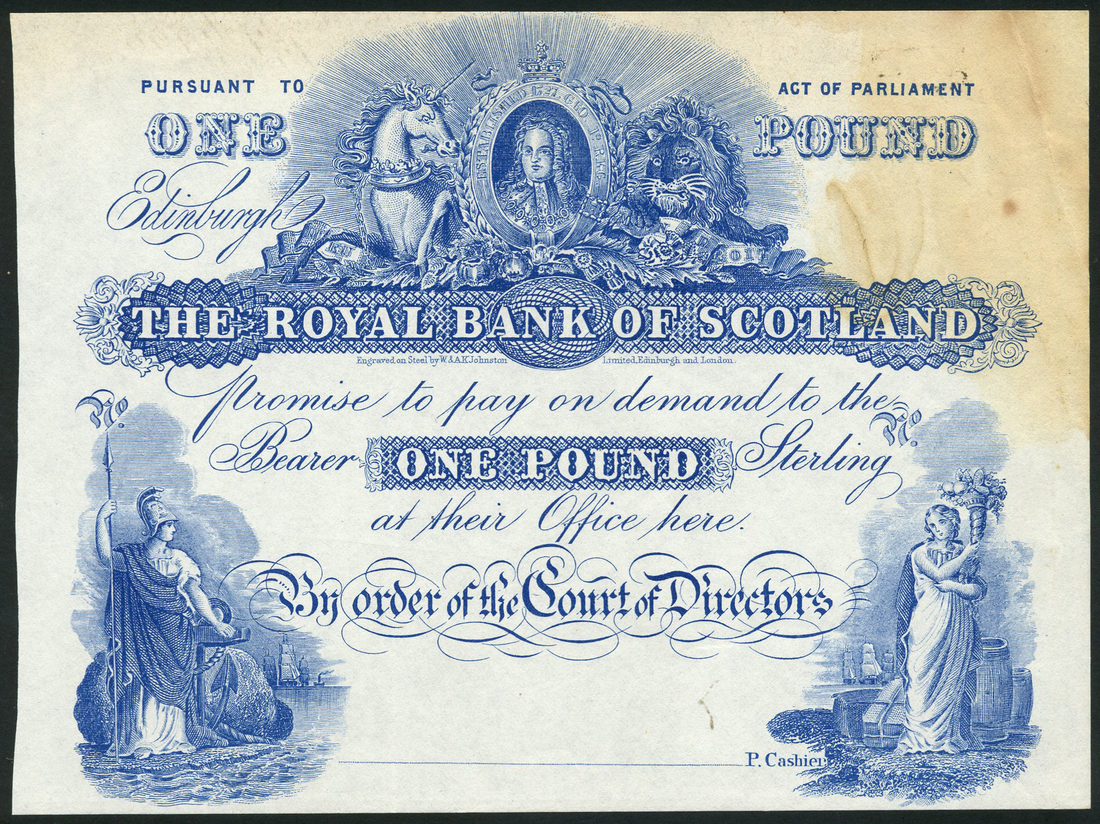 PURSUANT TO
ACT OF PARLIAMENT
ONE
POUND
Edinburgh
THE ROYAL BANK OF SCOTLAND
Engraved on Steel by W. & A.K. Johnston Limited, Edinburgh and London.
Promise to pay on demand to the
No.
No.
Bearer ONE POUND Sterling
at their Office here.
By order of the Court of Directors
P. Cashier